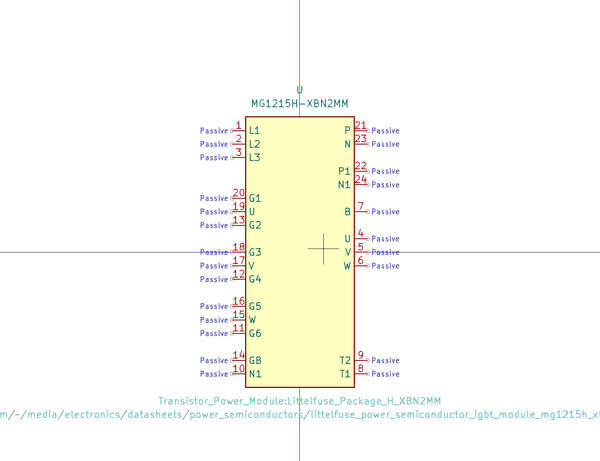 U
MG1215H-XBN2MM
Passive 1 L1 P 21 Passive
Passive 2 L2 N 23 Passive
Passive 3 L3
P1 22 Passive
N1 24 Passive
Passive 20 G1
Passive 19 U B 7 Passive
Passive 13 G2
U 4 Passive
Passive 18 G3 V 5 Passive
Passive 17 V W 6 Passive
Passive 12 G4
Passive 16 G5
Passive 15 W
Passive 11 G6
Passive 14 GB T2 9 Passive
Passive 10 N1 T1 8 Passive
Transistor_Power_Module:Littelfuse_Package_H_XBN2MM
m/~/media/electronics/datasheets/power_semiconductors/littelfuse_power_semiconductor_igbt_module_mg1215h_x